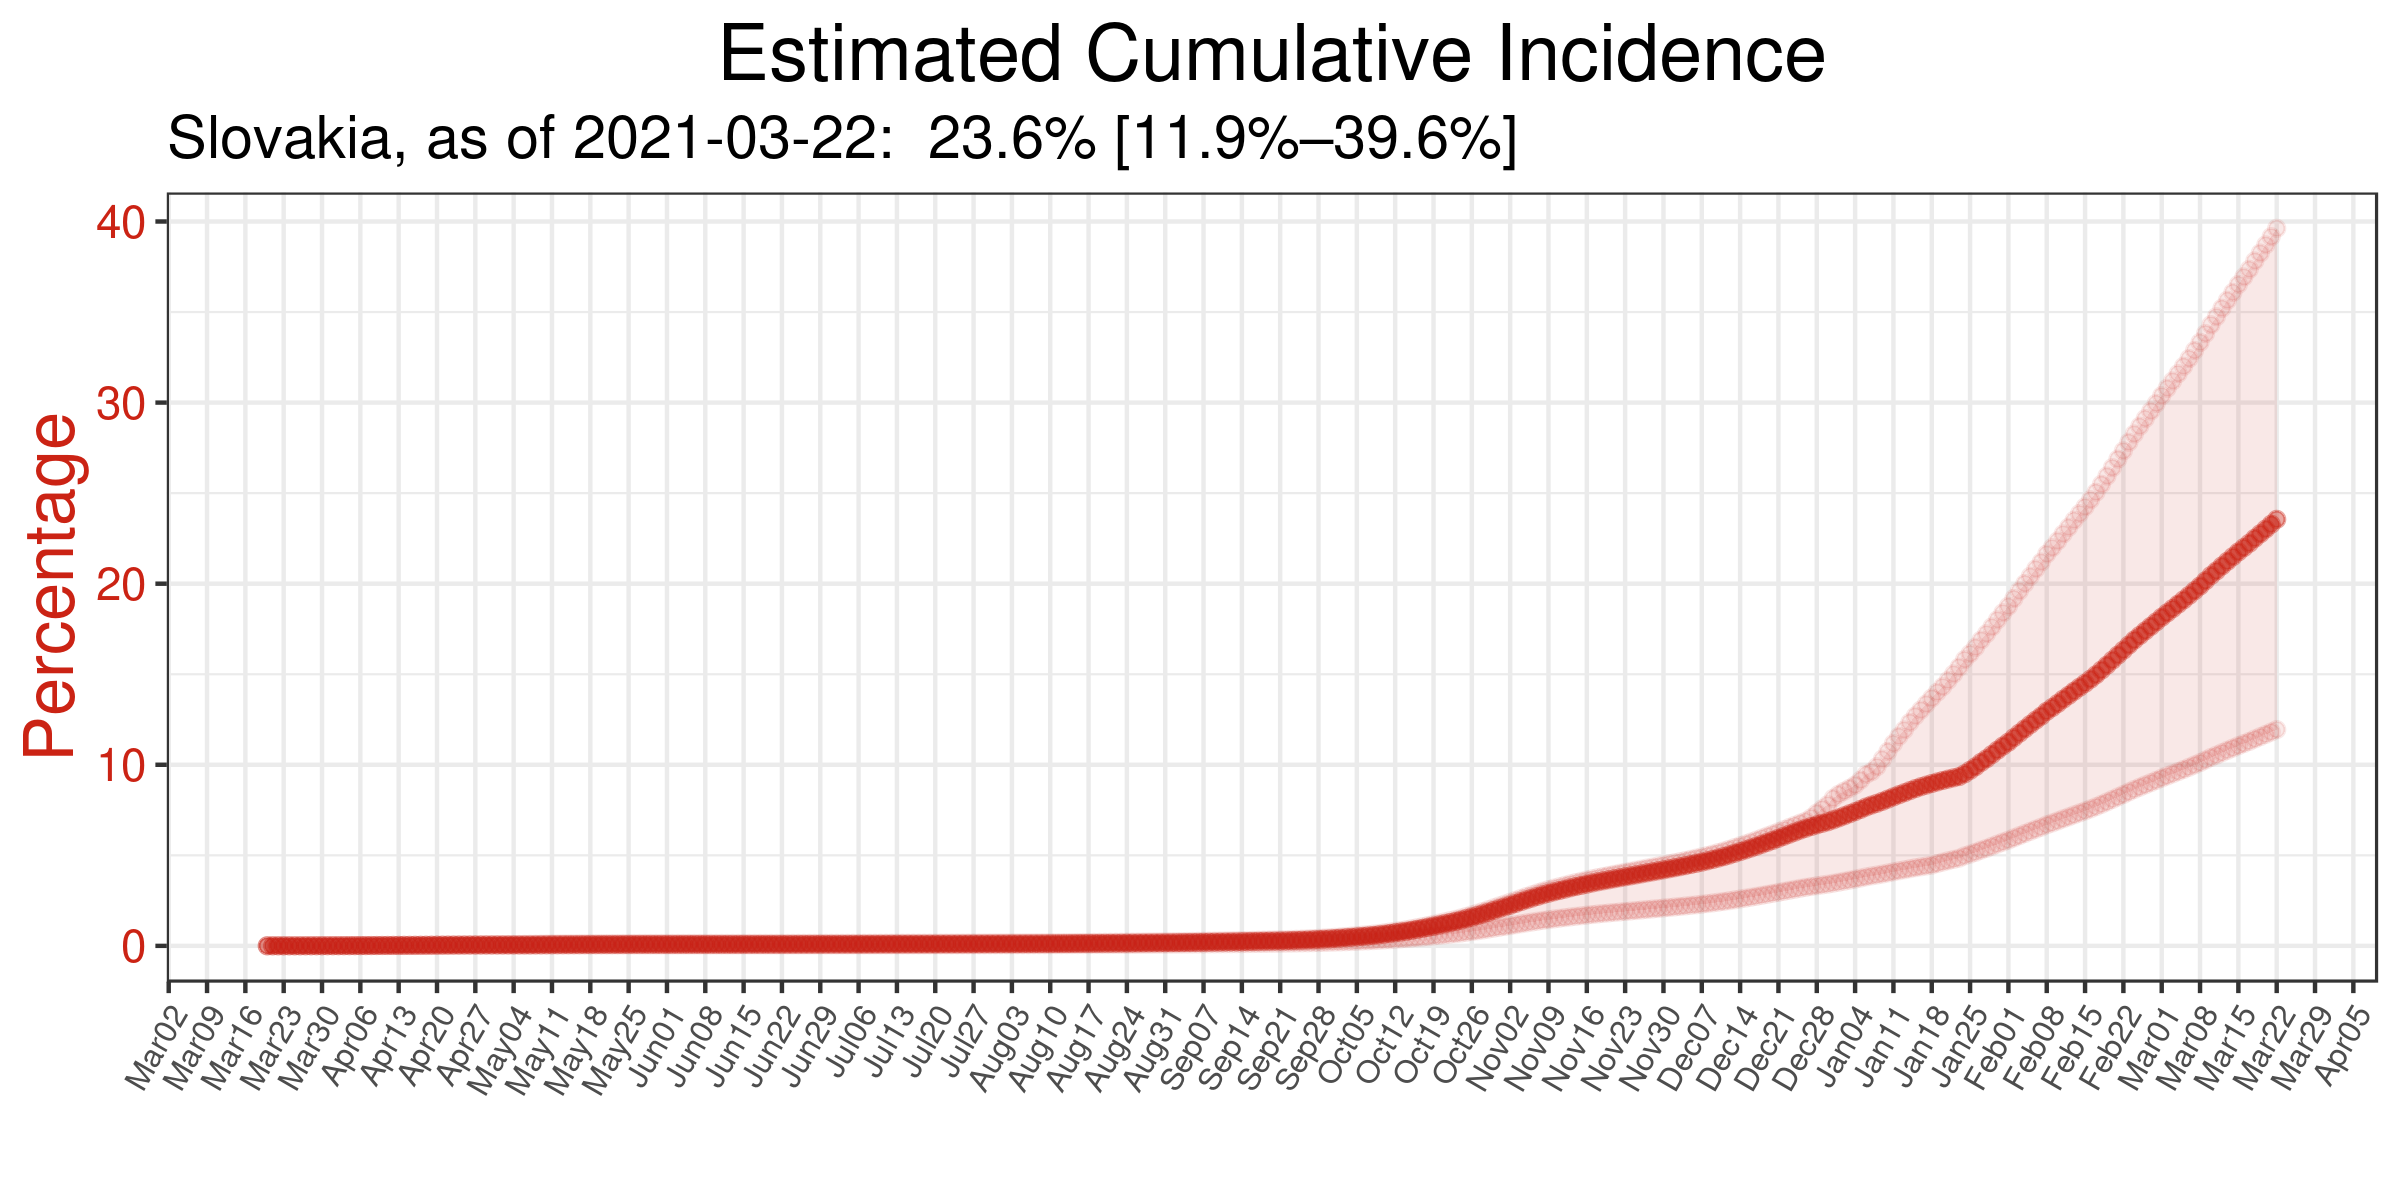 Estimated Cumulative Incidence
Slovakia, as of 2021-03-22:  23.6% [11.9%–39.6%]
Percentage
40
30
20
10
0
Mar02
Mar09
Mar16
Mar23
Mar30
Apr06
Apr13
Apr20
Apr27
May04
May11
May18
May25
Jun01
Jun08
Jun15
Jun22
Jun29
Jul06
Jul13
Jul20
Jul27
Aug03
Aug10
Aug17
Aug24
Aug31
Sep07
Sep14
Sep21
Sep28
Oct05
Oct12
Oct19
Oct26
Nov02
Nov09
Nov16
Nov23
Nov30
Dec07
Dec14
Dec21
Dec28
Jan04
Jan11
Jan18
Jan25
Feb01
Feb08
Feb15
Feb22
Mar01
Mar08
Mar15
Mar22
Mar29
Apr05